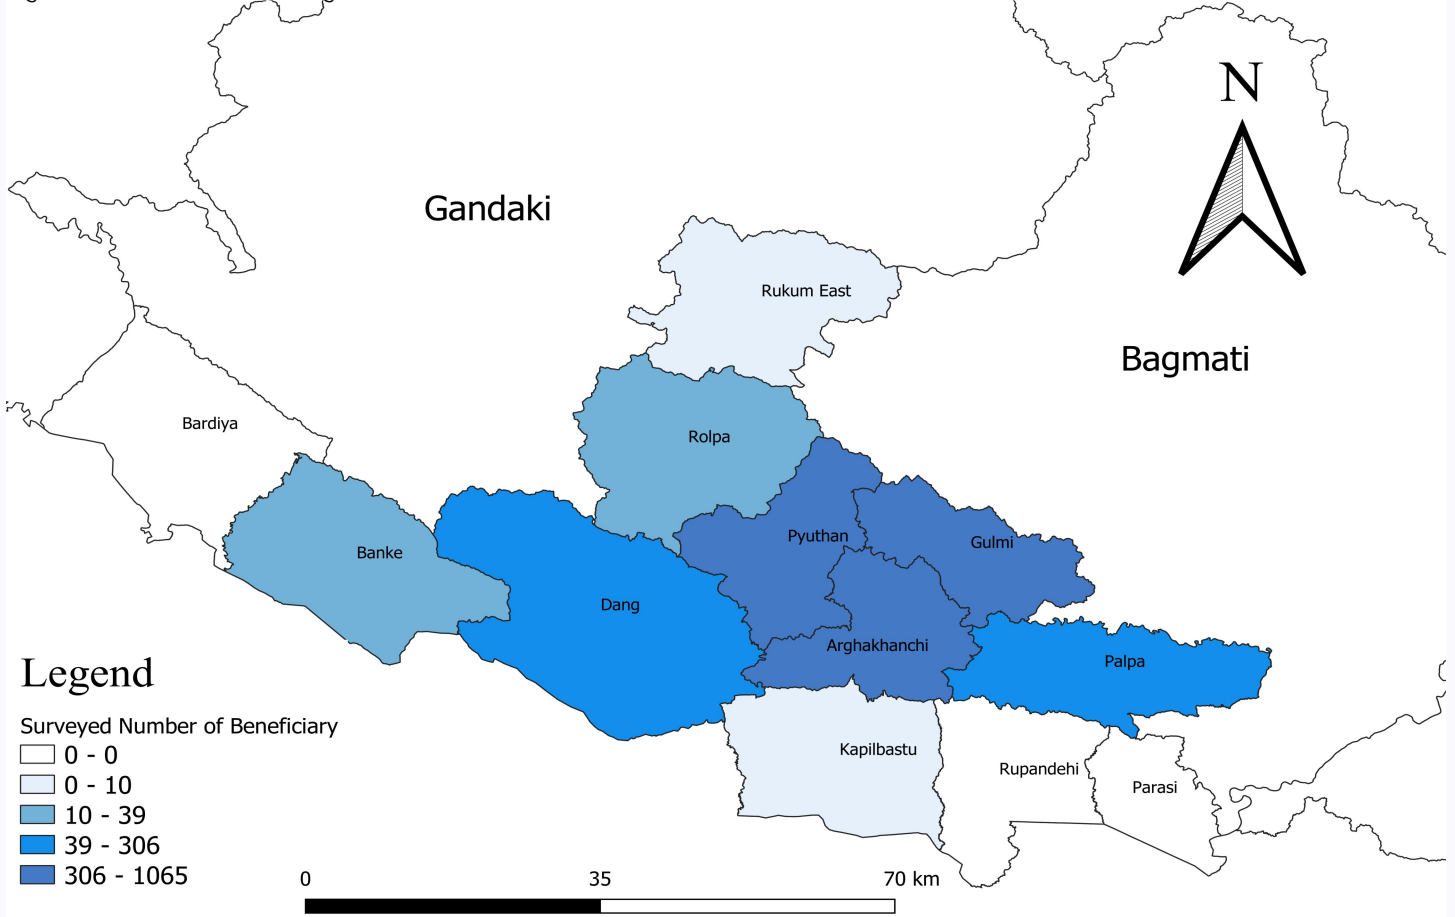 N
Gandaki
Rukum East
Bagmati
Bardiya
Rolpa
Pyuthan
Gulmi
Banke
Dang
Arghakhanchi
Palpa
Kapilbastu
Rupandehi
Parasi
Legend
Surveyed Number of Beneficiary
0 - 0
0 - 10
10 - 39
39 - 306
306 - 1065
0 35 70 km